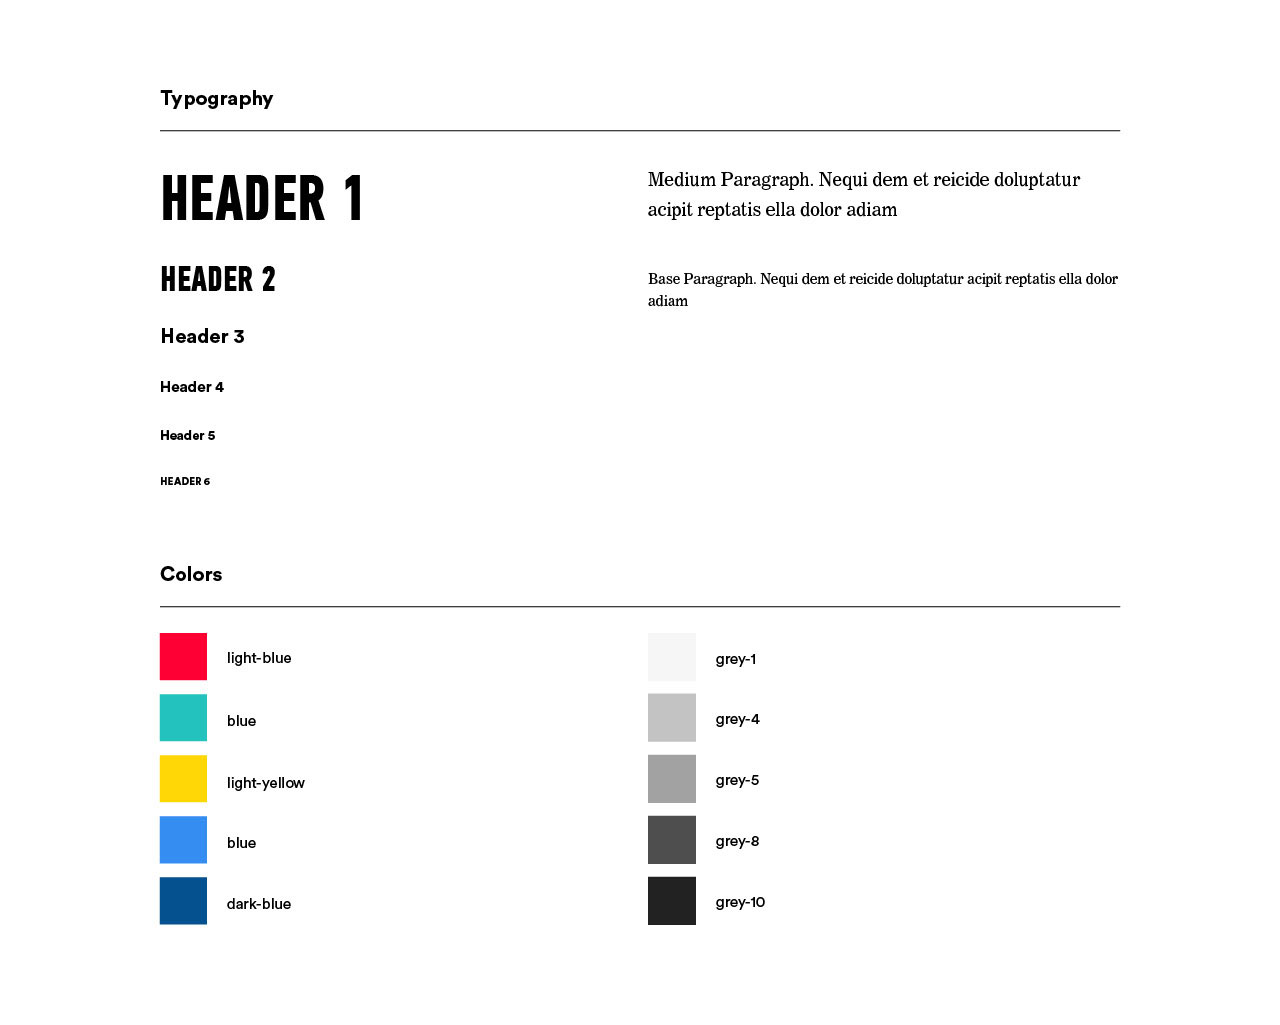 Typography
HEADER 1
HEADER 2
Header 3
Header 4
Header 5
HEADER 6
Medium Paragraph. Nequi dem et reicide doluptatur
acipit reptatis ella dolor adiam
Base Paragraph. Nequi dem et reicide doluptatur acipit reptatis ella dolor
adiam
Colors
light-blue
blue
light-yellow
blue
dark-blue
grey-1
grey-4
grey-5
grey-8
grey-10